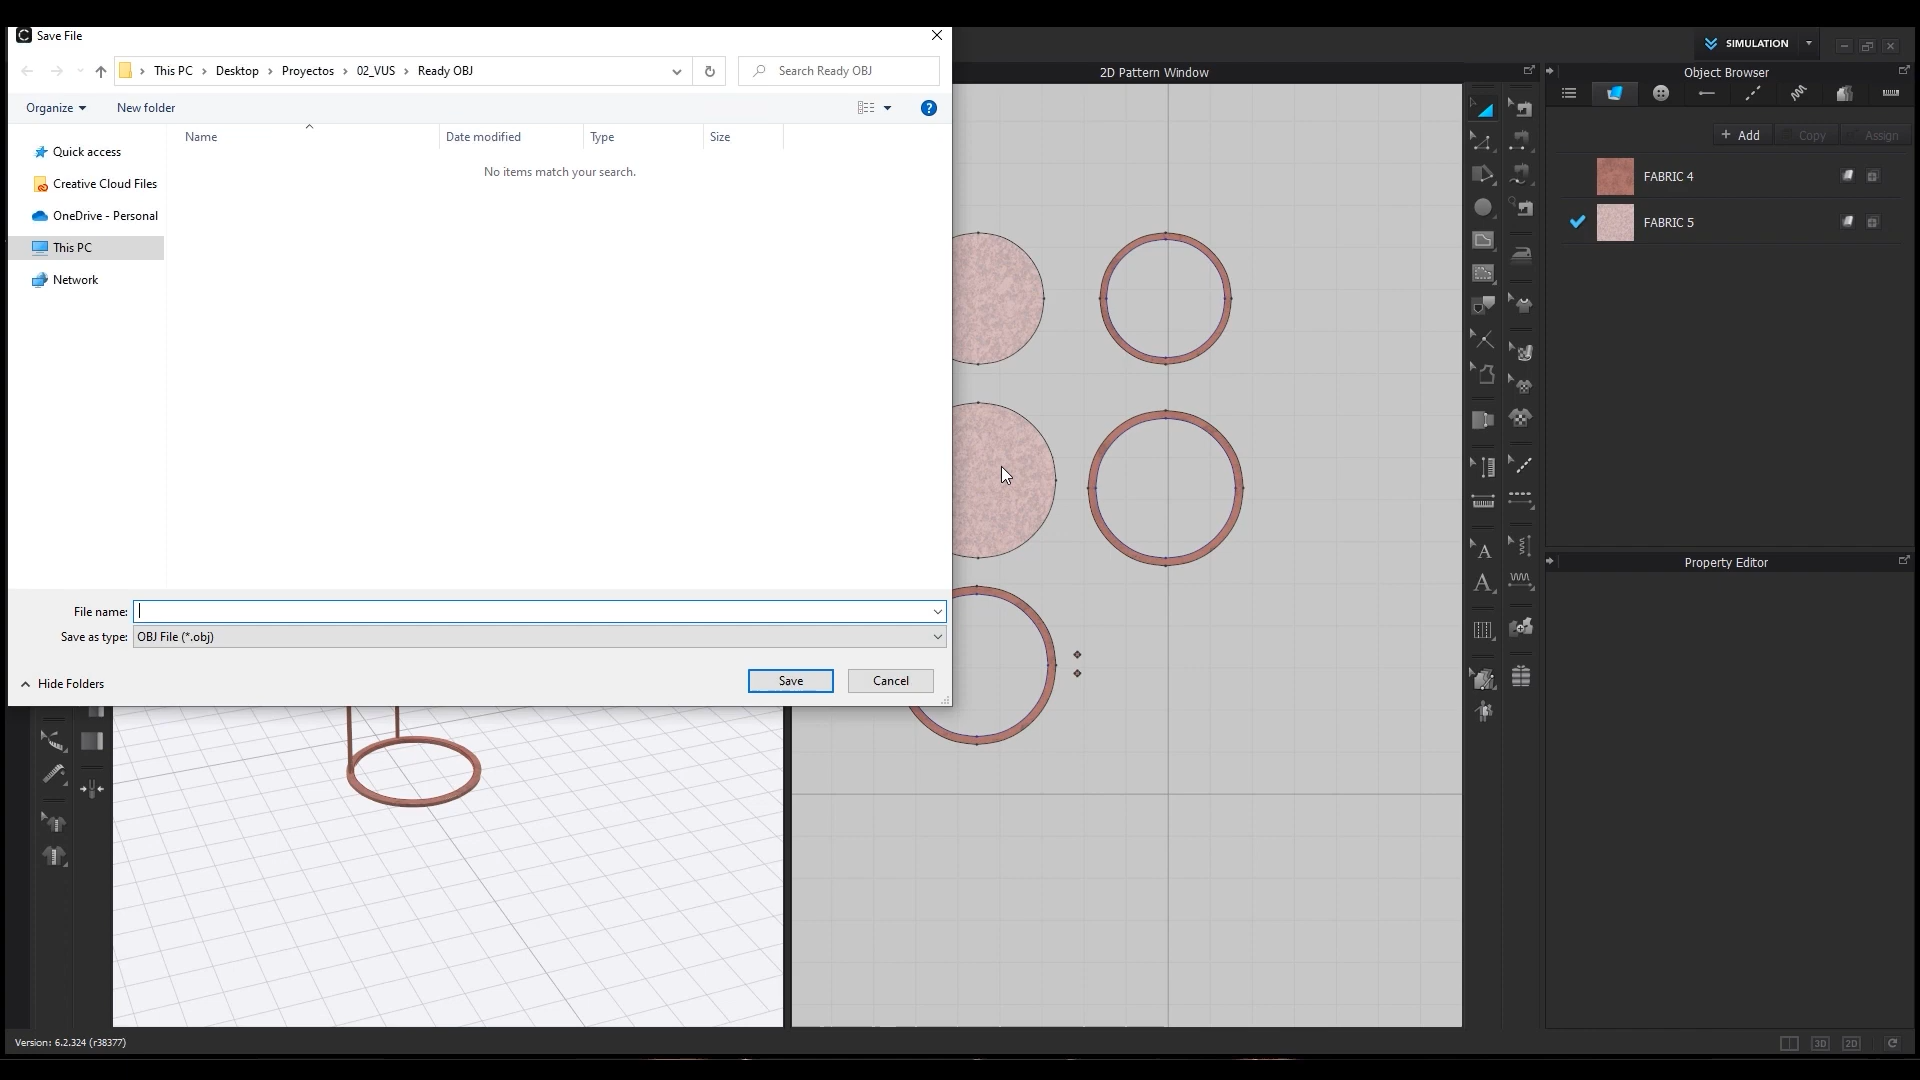 Save File
SIMULATION
This PC > Desktop > Proyectos > 02_VUS > Ready OBJ
Search Ready OBJ
2D Pattern Window
Object Browser
Organize
New folder
Name
Date modified
Type
Size
+ Add
Copy
Assign
Quick access
No items match your search.
FABRIC 4
Creative Cloud Files
OneDrive - Personal
FABRIC 5
This PC
Network
Property Editor
File name:
Save as type: OBJ File (*.obj)
Save
Cancel
Hide Folders
Version: 6.2.324 (r38377)
3D
2D